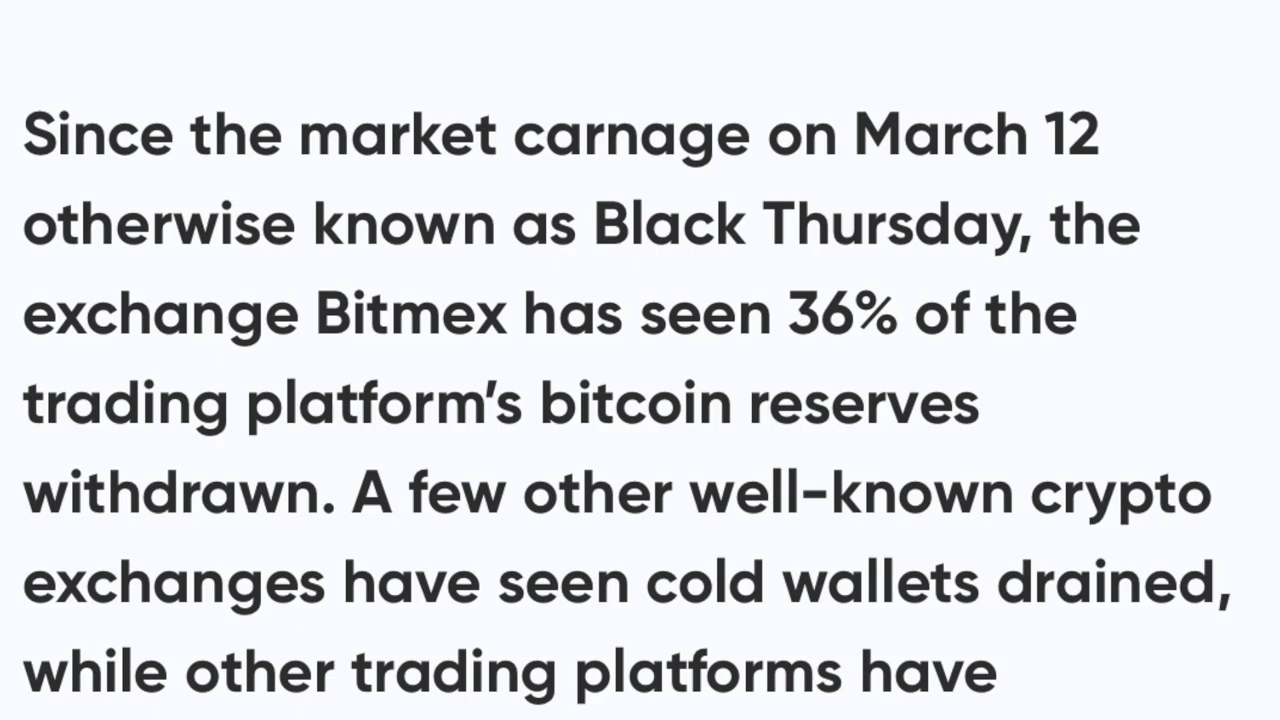 Since the market carnage on March 12
otherwise known as Black Thursday, the
exchange Bitmex has seen 36% of the
trading platform’s bitcoin reserves
withdrawn. A few other well-known crypto
exchanges have seen cold wallets drained,
while other trading platforms have